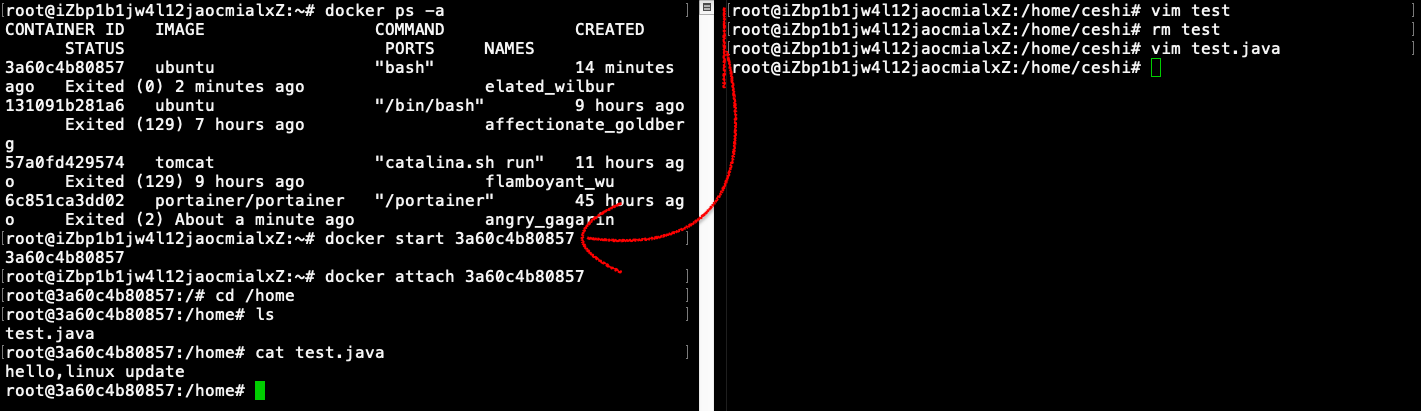 [root@iZbp1b1jw4l12jaocmialxZ:~# docker ps -a ]
CONTAINER ID   IMAGE                 COMMAND             CREATED
      STATUS                          PORTS     NAMES
3a60c4b80857   ubuntu                "bash"              14 minutes
ago   Exited (0) 2 minutes ago                  elated_wilbur
131091b281a6   ubuntu                "/bin/bash"         9 hours ago
      Exited (129) 7 hours ago                  affectionate_goldber
g
57a0fd429574   tomcat                "catalina.sh run"   11 hours ag
o     Exited (129) 9 hours ago                  flamboyant_wu
6c851ca3dd02   portainer/portainer   "/portainer"        45 hours ag
o     Exited (2) About a minute ago             angry_gagarin
[root@iZbp1b1jw4l12jaocmialxZ:~# docker start 3a60c4b80857 ]
3a60c4b80857
[root@iZbp1b1jw4l12jaocmialxZ:~# docker attach 3a60c4b80857 ]
[root@3a60c4b80857:/# cd /home ]
[root@3a60c4b80857:/home# ls ]
test.java
[root@3a60c4b80857:/home# cat test.java ]
hello,linux update
root@3a60c4b80857:/home#
[root@iZbp1b1jw4l12jaocmialxZ:/home/ceshi# vim test ]
[root@iZbp1b1jw4l12jaocmialxZ:/home/ceshi# rm test ]
[root@iZbp1b1jw4l12jaocmialxZ:/home/ceshi# vim test.java ]
root@iZbp1b1jw4l12jaocmialxZ:/home/ceshi#